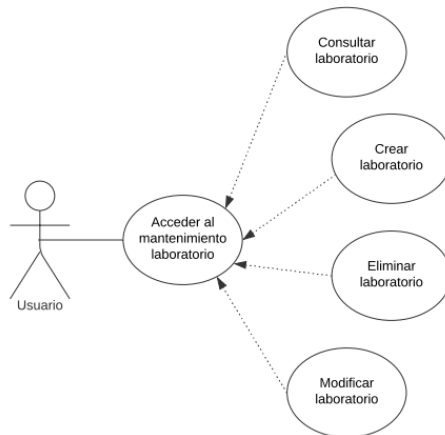 Consultar
laboratorio
Crear
laboratorio
Acceder al
mantenimiento
laboratorio
Eliminar
laboratorio
Usuario
Modificar
laboratorio